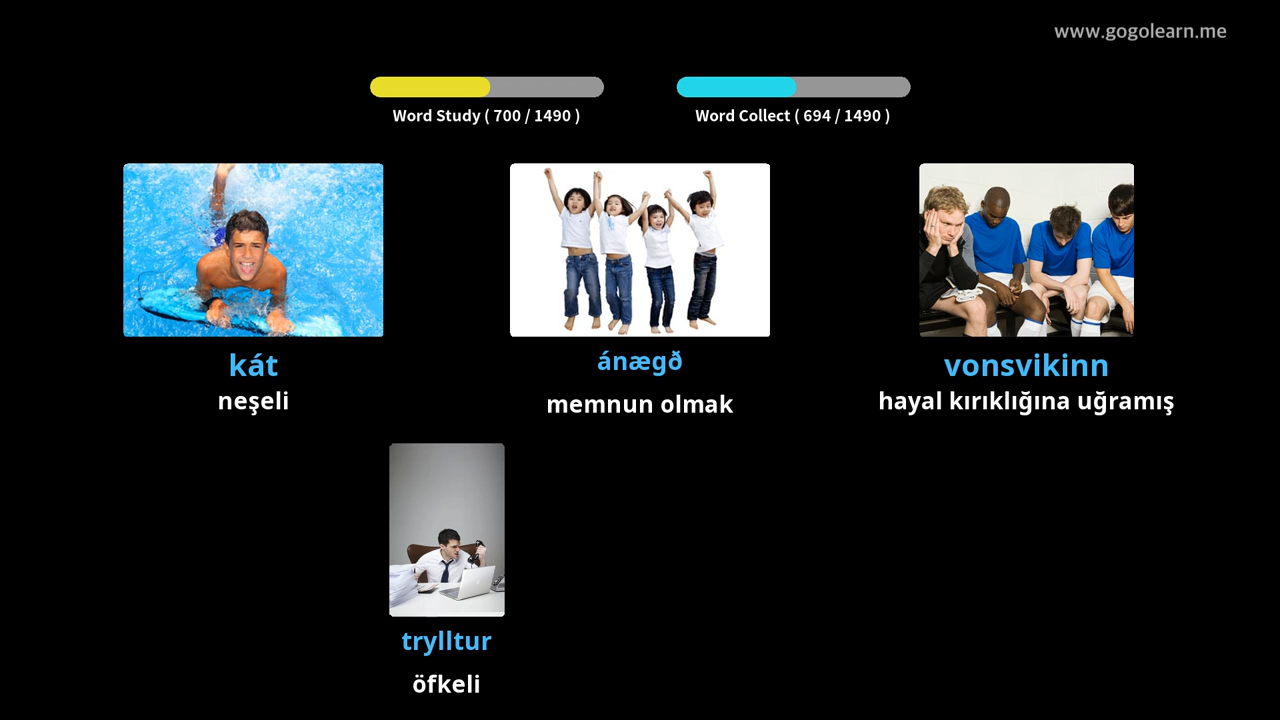 www.gogolearn.me
Word Study ( 700 / 1490 )
Word Collect ( 694 / 1490 )
kát
neşeli
ánægð
memnun olmak
vonsvikinn
hayal kırıklığına uğramış
trylltur
öfkeli